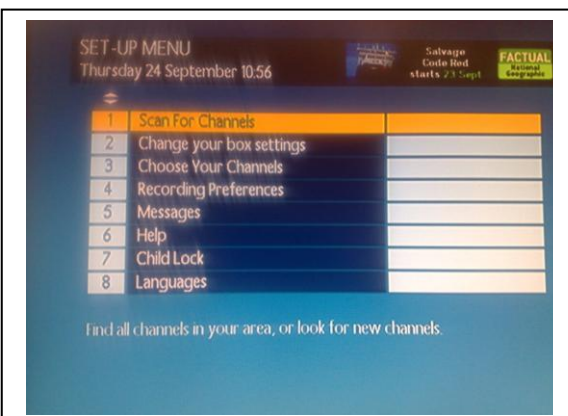 SET-UP MENU
Thursday 24 September 10:56
Salvage
Code Red
starts 23 Sept
FACTUAL
National
Geographic
1 Scan For Channels
2 Change your box settings
3 Choose Your Channels
4 Recording Preferences
5 Messages
6 Help
7 Child Lock
8 Languages
Find all channels in your area, or look for new channels.